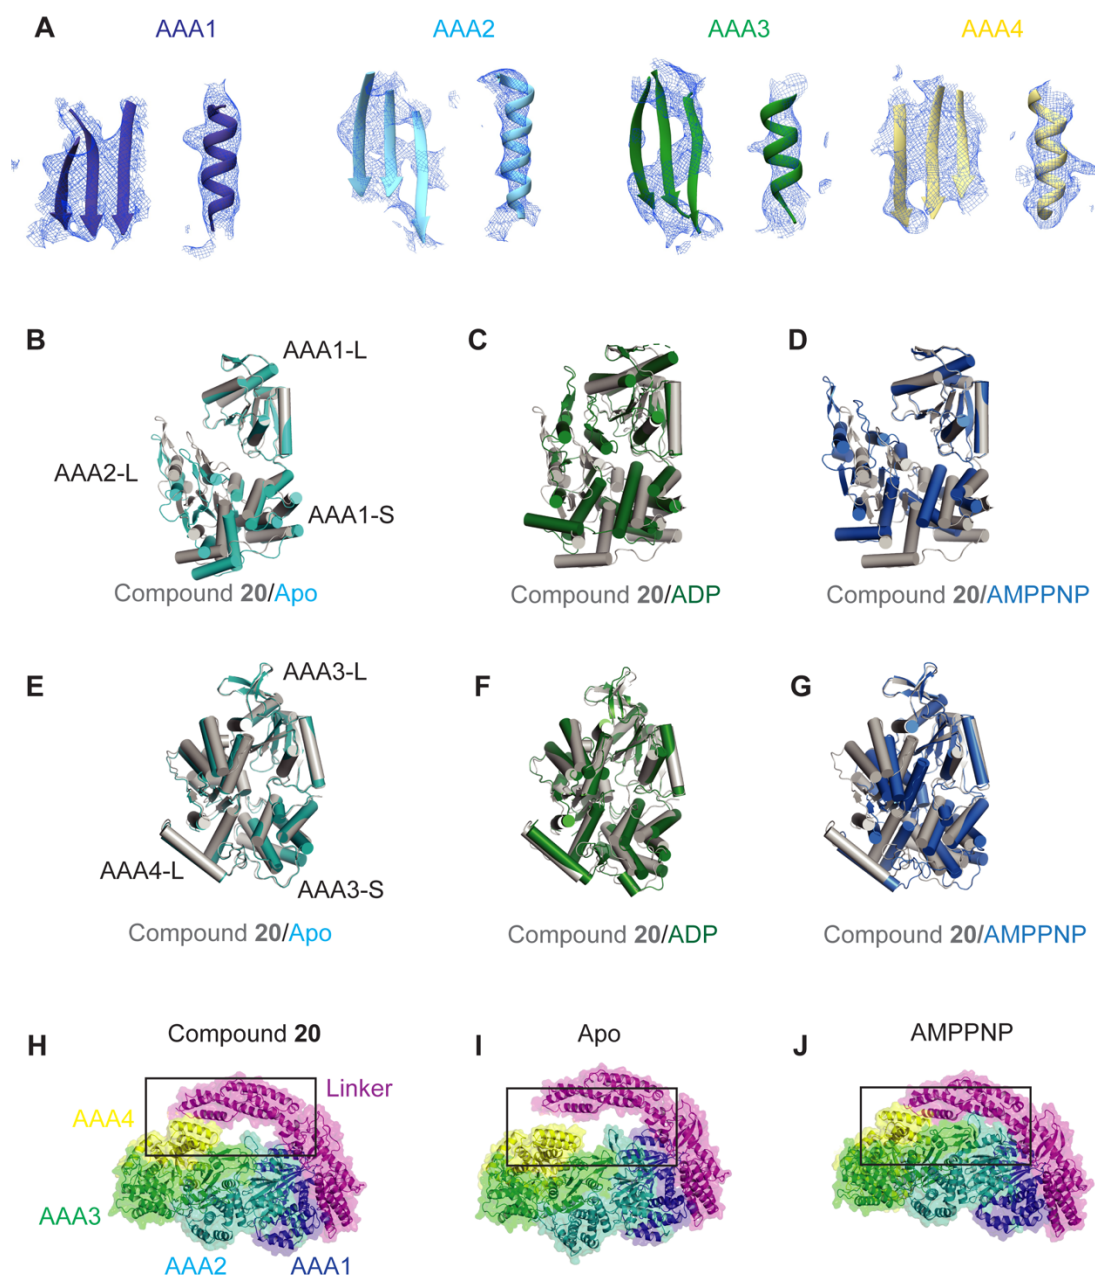 A
AAA1
AAA2
AAA3
AAA4
B
AAA1-L
AAA2-L
AAA1-S
Compound 20/Apo
C
Compound 20/ADP
D
Compound 20/AMPPNP
E
AAA3-L
AAA4-L
AAA3-S
Compound 20/Apo
F
Compound 20/ADP
G
Compound 20/AMPPNP
H
Compound 20
Linker
AAA4
AAA3
AAA2
AAA1
I
Apo
J
AMPPNP